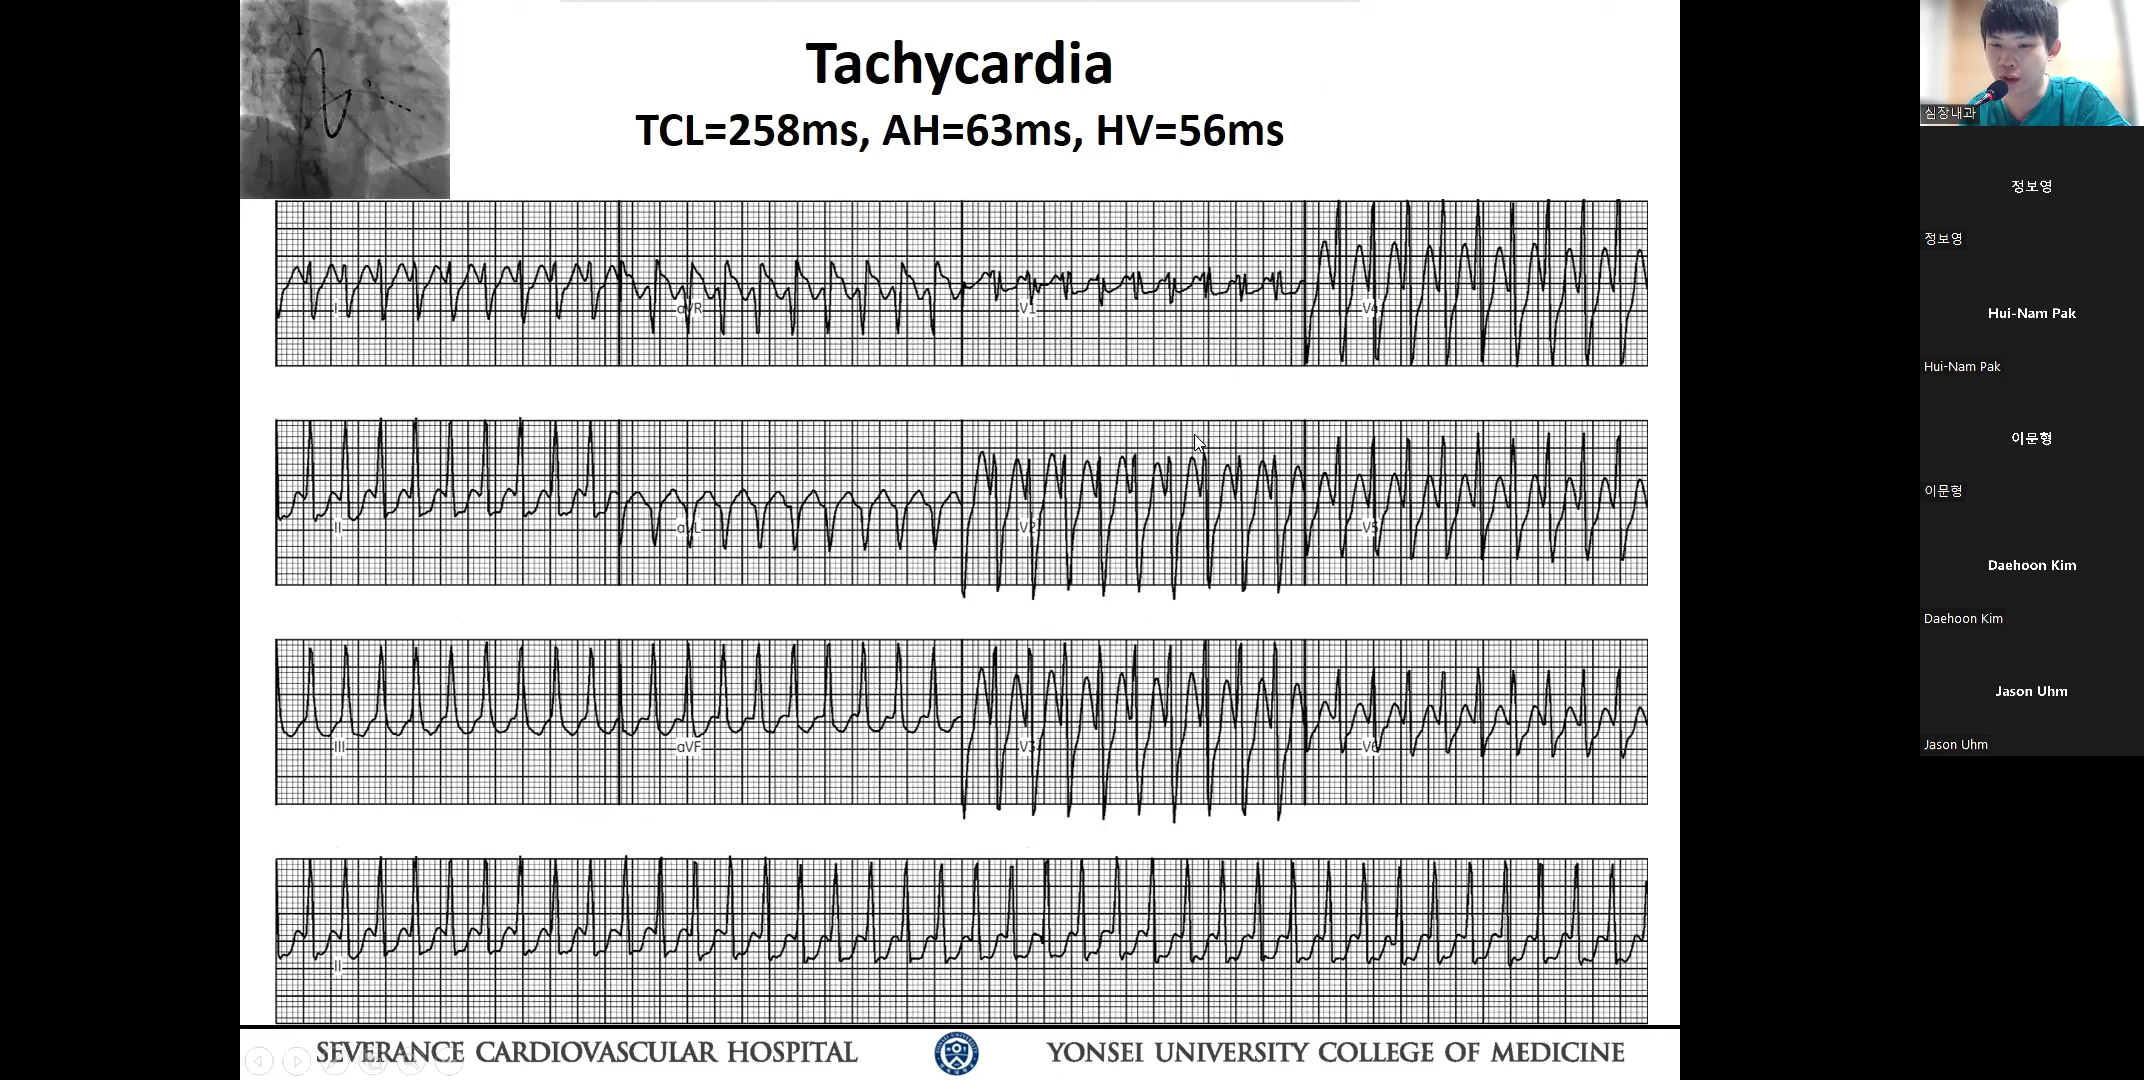 Tachycardia
TCL=258ms, AH=63ms, HV=56ms
I
aVR
V1
V4
II
aVL
V2
V5
III
aVF
V3
V6
II
SEVERANCE CARDIOVASCULAR HOSPITAL
YONSEI UNIVERSITY COLLEGE OF MEDICINE
심장내과
정보영
정보영
Hui-Nam Pak
Hui-Nam Pak
이문형
이문형
Daehoon Kim
Daehoon Kim
Jason Uhm
Jason Uhm